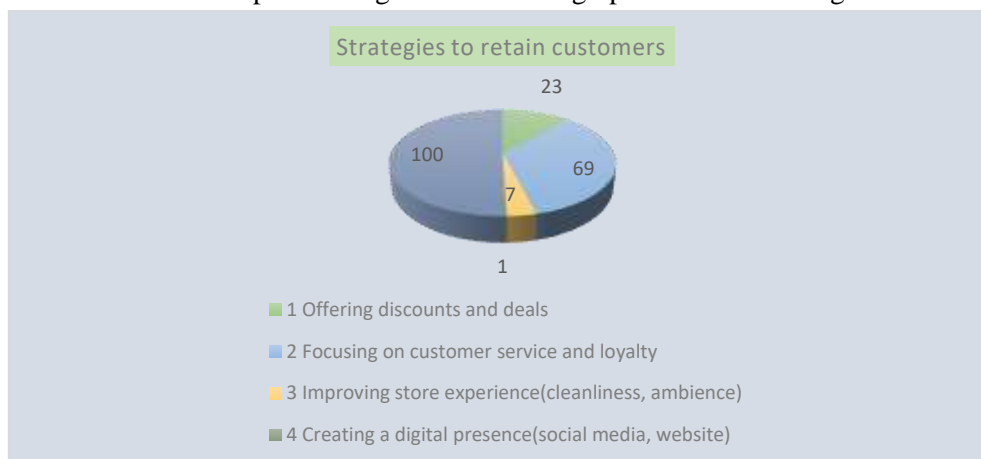 Strategies to retain customers
23
100
69
7
1
1 Offering discounts and deals
2 Focusing on customer service and loyalty
3 Improving store experience(cleanliness, ambience)
4 Creating a digital presence(social media, website)